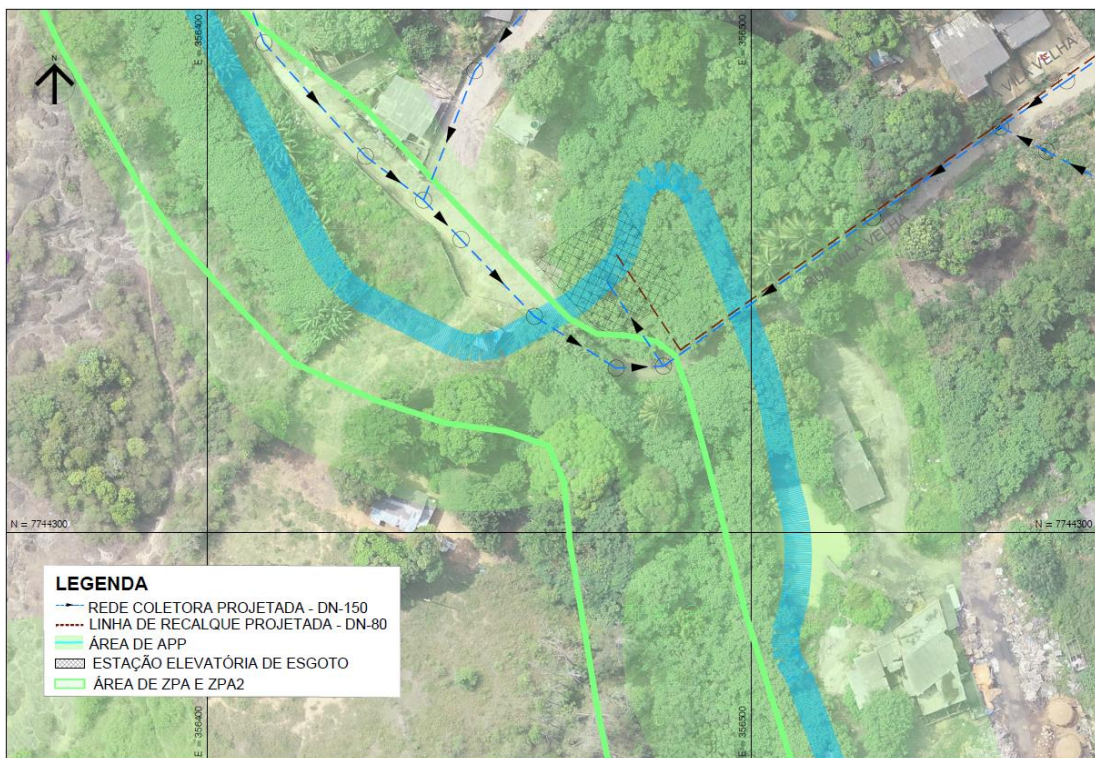 E = 356400
E = 356500
N
VILA VELHA
VILA VELHA
N = 7744300
N = 7744300
LEGENDA
REDE COLETORA PROJETADA - DN-150
LINHA DE RECALQUE PROJETADA - DN-80
ÁREA DE APP
ESTAÇÃO ELEVATÓRIA DE ESGOTO
ÁREA DE ZPA E ZPA2
E = 356400
E = 356500